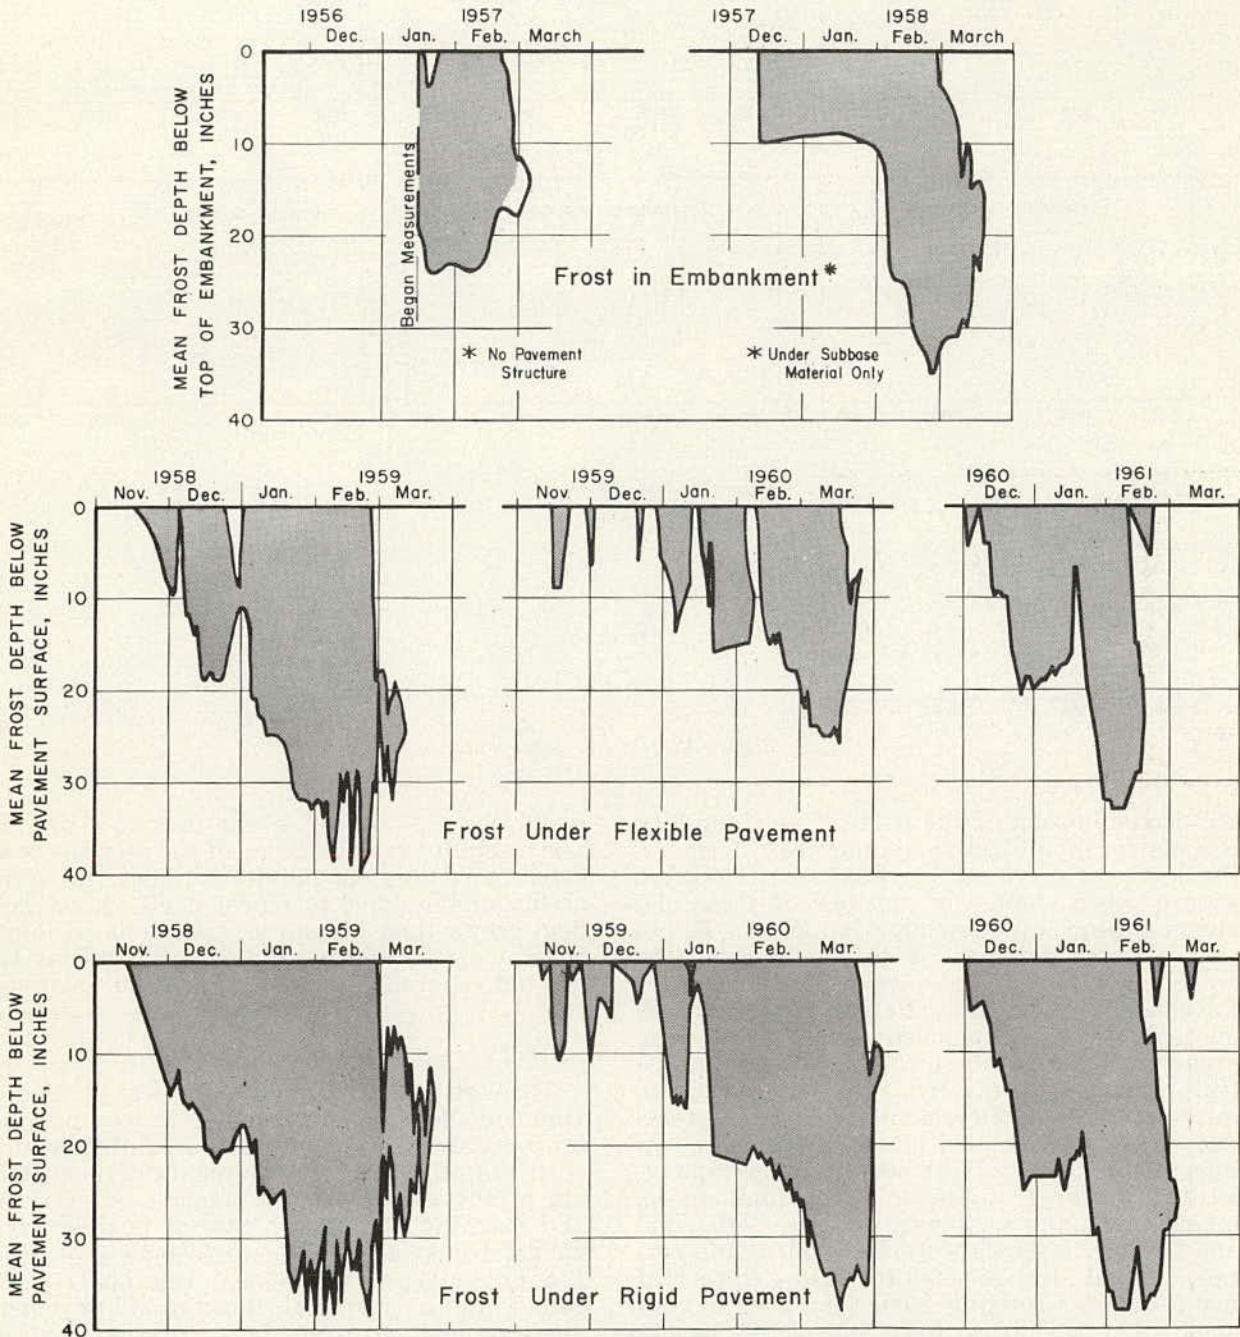 1956 1957 1957 1958
Dec. Jan. Feb. March Dec. Jan. Feb. March
MEAN FROST DEPTH BELOW
TOP OF EMBANKMENT, INCHES
0
10
20
30
40
Began Measurements
Frost in Embankment*
* No Pavement
Structure
* Under Subbase
Material Only
1958 1959 1959 1960 1960 1961
Nov. Dec. Jan. Feb. Mar. Nov. Dec. Jan. Feb. Mar. Dec. Jan. Feb. Mar.
MEAN FROST DEPTH BELOW
PAVEMENT SURFACE, INCHES
0
10
20
30
40
Frost Under Flexible Pavement
1958 1959 1959 1960 1960 1961
Nov. Dec. Jan. Feb. Mar. Nov. Dec. Jan. Feb. Mar. Dec. Jan. Feb. Mar.
MEAN FROST DEPTH BELOW
PAVEMENT SURFACE, INCHES
0
10
20
30
40
Frost Under Rigid Pavement